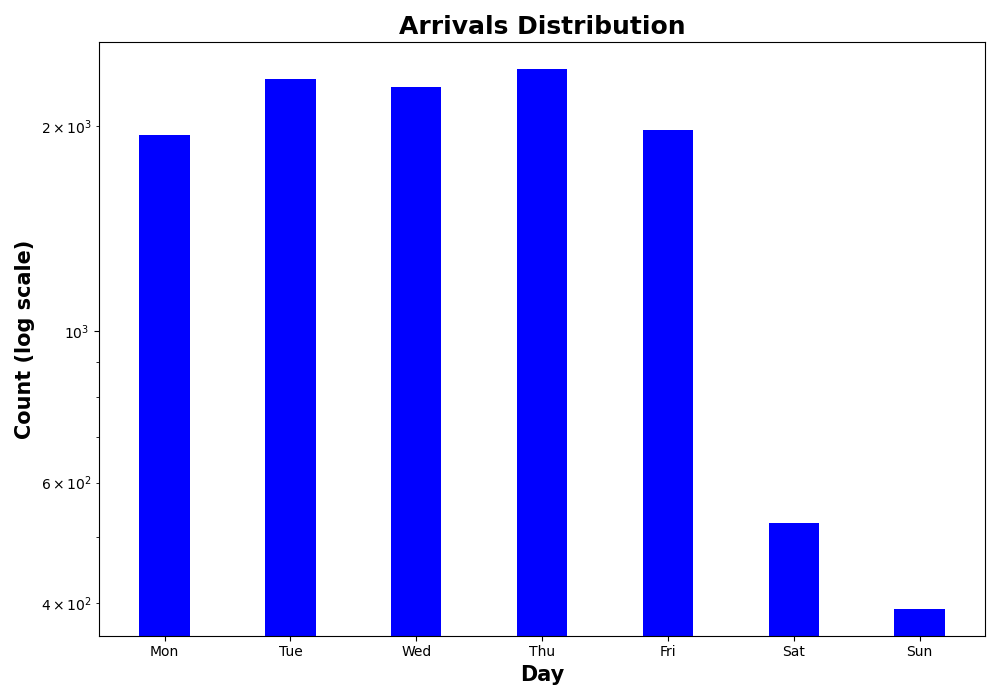 Arrivals Distribution
Count (log scale)
2 × 10³
10³
6 × 10²
4 × 10²
Mon Tue Wed Thu Fri Sat Sun
Day